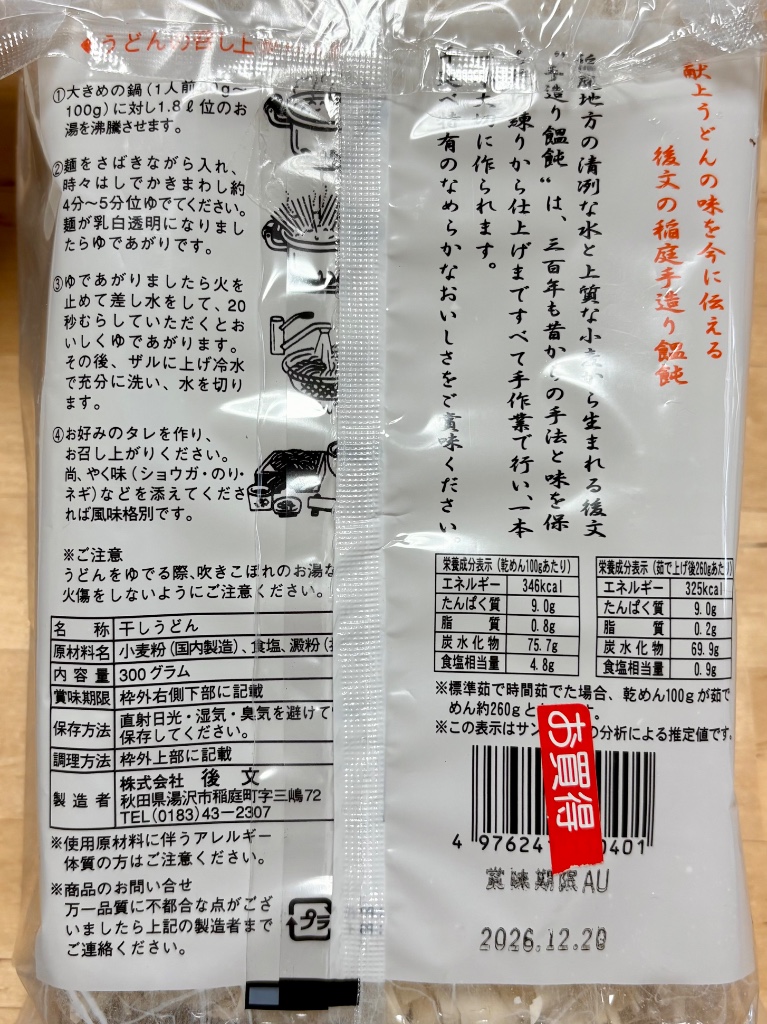 うどんの召し上
①大きめの鍋(1人前
100g)に対し1.8ℓ位のお
湯を沸騰させます。
②麺をさばきながら入れ、
時々はしでかきまわし約
4分〜5分位ゆでてください。
麺が乳白透明になりまし
たらゆであがりです。
③ゆであがりましたら火を
止めて差し水をして、20
秒むらしていただくとお
いしくゆであがります。
その後、ザルに上げ冷水
で充分に洗い、水を切り
ます。
④お好みのタレを作り、
お召し上がりください。
尚、やく味(ショウガ・のり・
ネギ)などを添えてくださ
れば風味格別です。
※ご注意
うどんをゆでる際、吹きこぼれのお湯な
火傷をしないようにご注意ください。
名称 干しうどん
原材料名 小麦粉(国内製造)、食塩、澱粉(
内容量 300グラム
賞味期限 枠外右側下部に記載
保存方法 直射日光・湿気・臭気を避けて
保存してください。
調理方法 枠外上部に記載
製造者 株式会社 後文
秋田県湯沢市稲庭町字三嶋72
TEL(0183)43-2307
※使用原材料に伴うアレルギー
体質の方はご注意ください。
※商品のお問い合せ
万一品質に不都合な点がござ
いましたら上記の製造者まで
ご連絡ください。
プラ
献上うどんの味を今に伝える
後文の稲庭手造り饂飩
地方の清冽な水と上質な小 から生まれる後文
"手造り饂飩"は、三百年も昔か の手法と味を保
練りから仕上げまですべて手作業で行い、一本
に作られます。
有のなめらかなおいしさをご賞味ください。
栄養成分表示(乾めん100gあたり)
エネルギー 346kcal
たんぱく質 9.0g
脂質 0.8g
炭水化物 75.7g
食塩相当量 4.8g
栄養成分表示(茹で上げ後260gあたり)
エネルギー 325kcal
たんぱく質 9.0g
脂質 0.2g
炭水化物 69.9g
食塩相当量 0.9g
※標準茹で時間茹でた場合、乾めん100gが茹で
めん約260gと す。
※この表示はサン の分析による推定値です。
お買得
4 97624 0401
賞味期限AU
2026.12.20